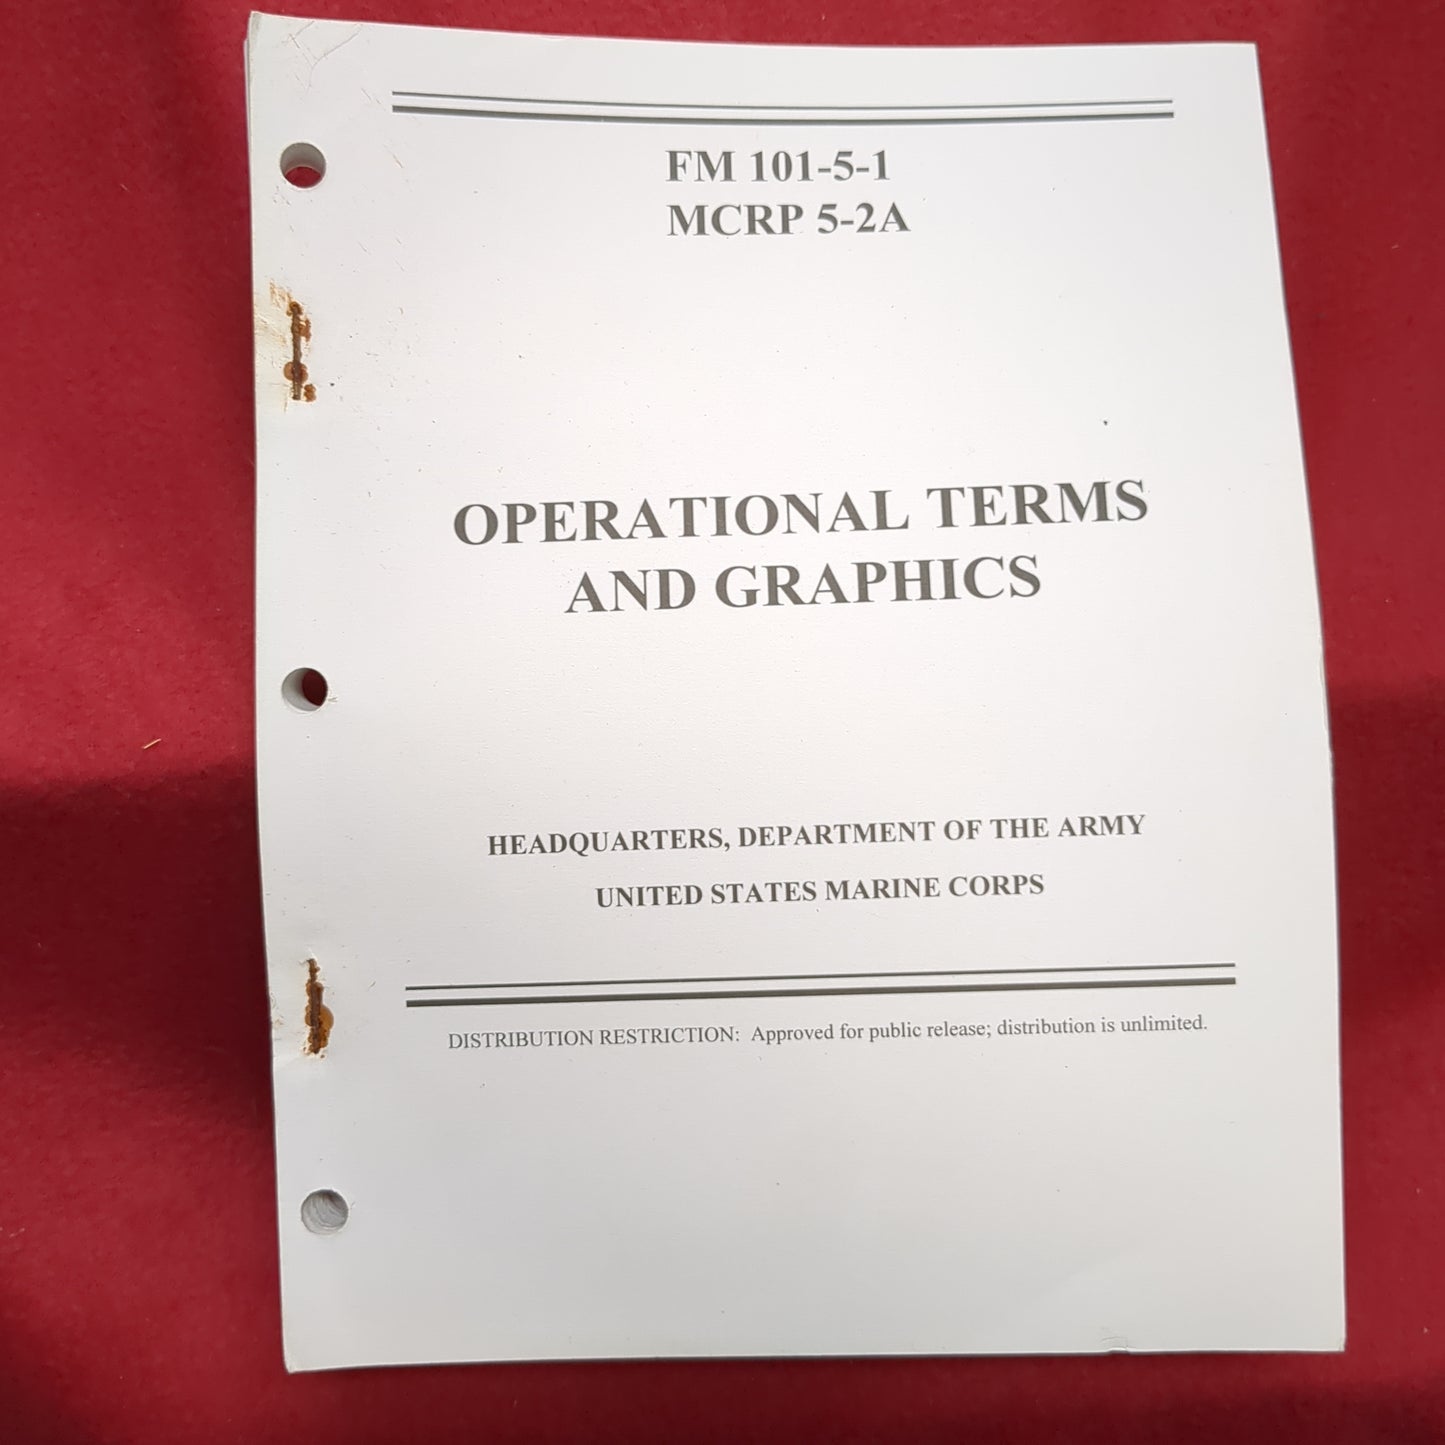 FM 101-5-1
MCRP 5-2A
OPERATIONAL TERMS
AND GRAPHICS
HEADQUARTERS, DEPARTMENT OF THE ARMY
UNITED STATES MARINE CORPS
DISTRIBUTION RESTRICTION: Approved for public release; distribution is unlimited.